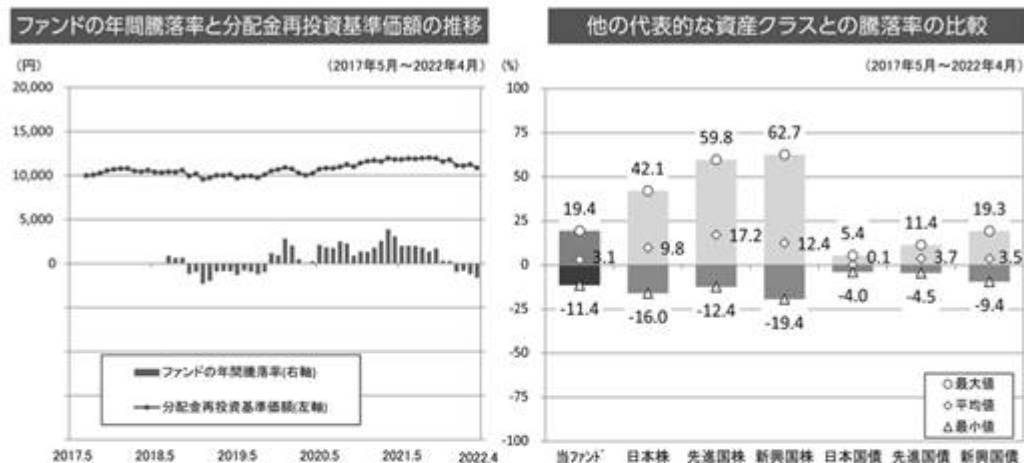 ファンドの年間騰落率と分配金再投資基準価額の推移
(円)
(2017年5月～2022年4月)
20,000
15,000
10,000
5,000
0
ファンドの年間騰落率(右軸)
分配金再投資基準価額(左軸)
2017.5 2018.5 2019.5 2020.5 2021.5 2022.4
他の代表的な資産クラスとの騰落率の比較
(%)
(2017年5月～2022年4月)
100
75
50
25
0
-25
-50
-75
-100
19.4 42.1 59.8 62.7 5.4 11.4 19.3
3.1 9.8 17.2 12.4 0.1 3.7 3.5
-11.4 -16.0 -12.4 -19.4 -4.0 -4.5 -9.4
最大値
平均値
最小値
当ファンド 日本株 先進国株 新興国株 日本国債 先進国債 新興国債